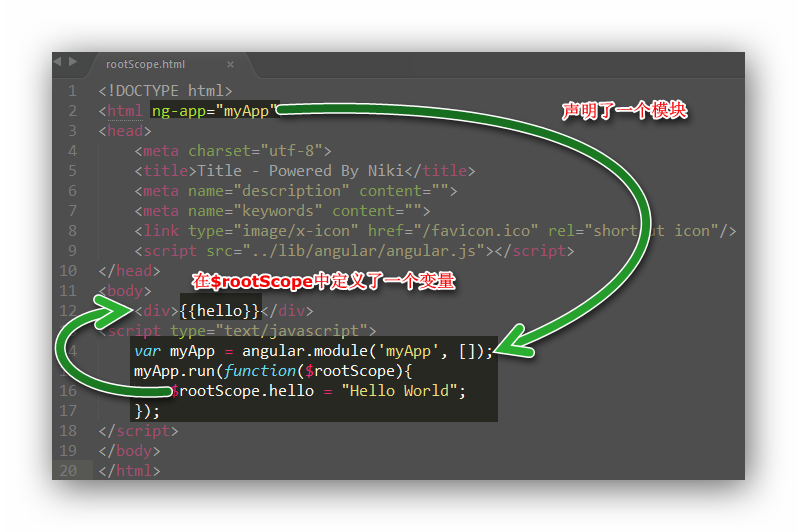 rootScope.html ×
1 <!DOCTYPE html>
2 <html ng-app="myApp"
声明了一个模块
3 <head>
4 <meta charset="utf-8">
5 <title>Title - Powered By Niki</title>
6 <meta name="description" content="">
7 <meta name="keywords" content="">
8 <link type="image/x-icon" href="/favicon.ico" rel="short ut icon"/>
9 <script src="../lib/angular/angular.js"></script>
10 </head>
在$rootScope中定义了一个变量
11 <body>
12 <div>{{hello}}</div>
<script type="text/javascript">
14 var myApp = angular.module('myApp', []);
myApp.run(function($rootScope){
16 $rootScope.hello = "Hello World";
17 });
18 </script>
19 </body>
20 </html>